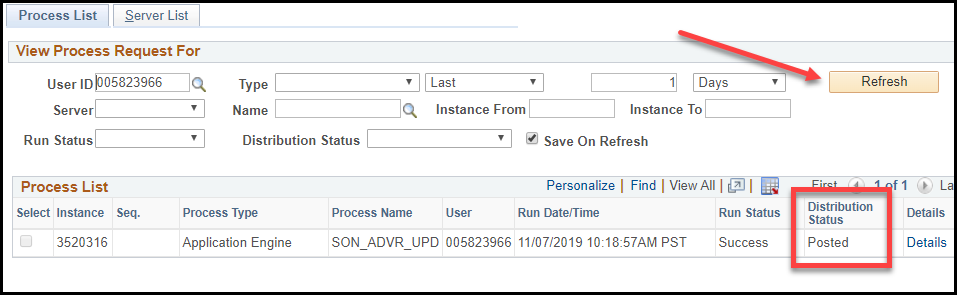 Process List Server List
View Process Request For
User ID 005823966 Type Last 1 Days Refresh
Server Name Instance From Instance To
Run Status Distribution Status Save On Refresh
Process List Personalize | Find | View All | First 1 of 1 La
Select Instance Seq. Process Type Process Name User Run Date/Time Run Status Distribution Status Details
3520316 Application Engine SON_ADVR_UPD 005823966 11/07/2019 10:18:57AM PST Success Posted Details